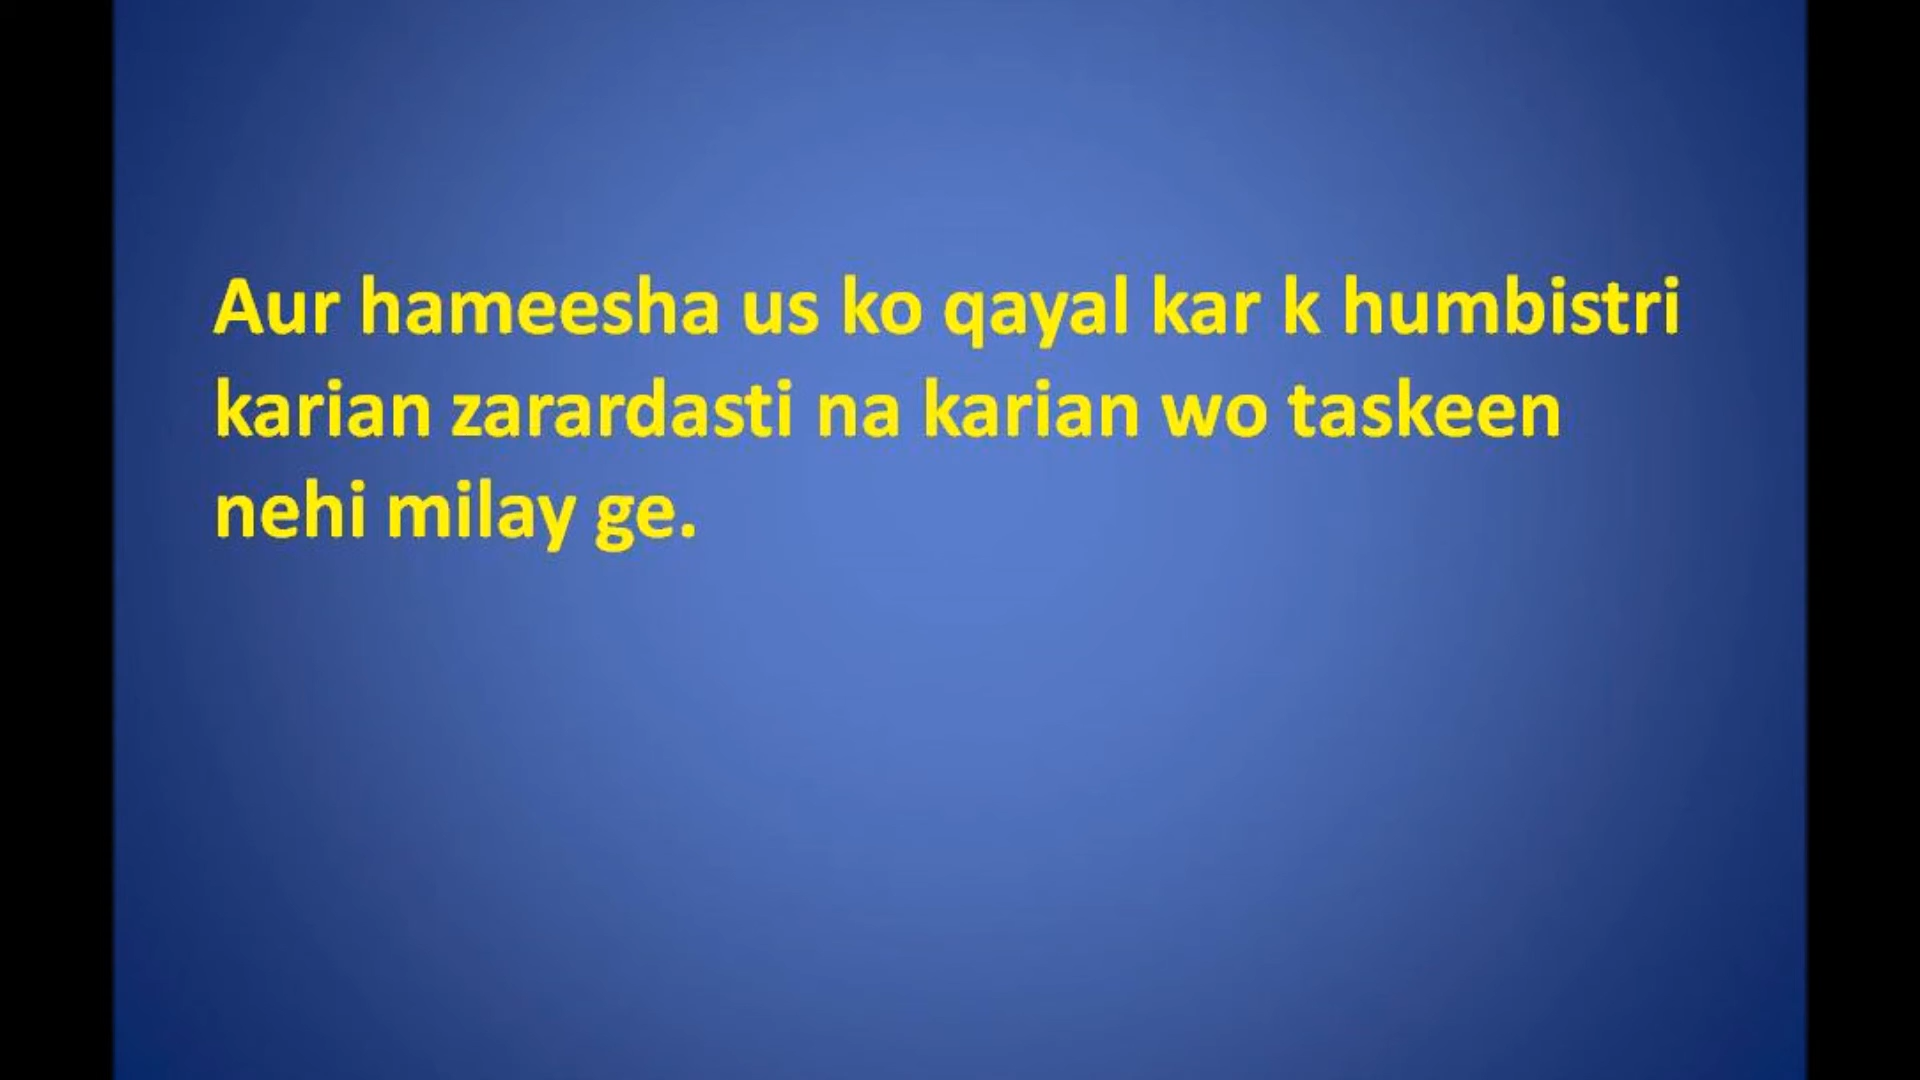 Aur hameesha us ko qayal kar k humbistri
karian zarardasti na karian wo taskeen
nehi milay ge.